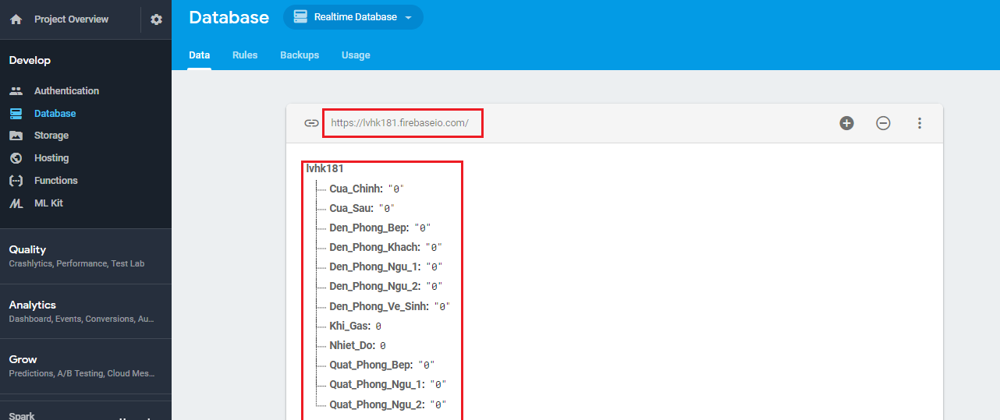 Project Overview
Develop
Authentication
Database
Storage
Hosting
Functions
ML Kit
Quality
Crashlytics, Performance, Test Lab
Analytics
Dashboard, Events, Conversions, Au...
Grow
Predictions, A/B Testing, Cloud Mes...
Spark
Database
Realtime Database
Data Rules Backups Usage
https://lvhk181.firebaseio.com/
lvhk181
Cua_Chinh: "0"
Cua_Sau: "0"
Den_Phong_Bep: "0"
Den_Phong_Khach: "0"
Den_Phong_Ngu_1: "0"
Den_Phong_Ngu_2: "0"
Den_Phong_Ve_Sinh: "0"
Khi_Gas: 0
Nhiet_Do: 0
Quat_Phong_Bep: "0"
Quat_Phong_Ngu_1: "0"
Quat_Phong_Ngu_2: "0"